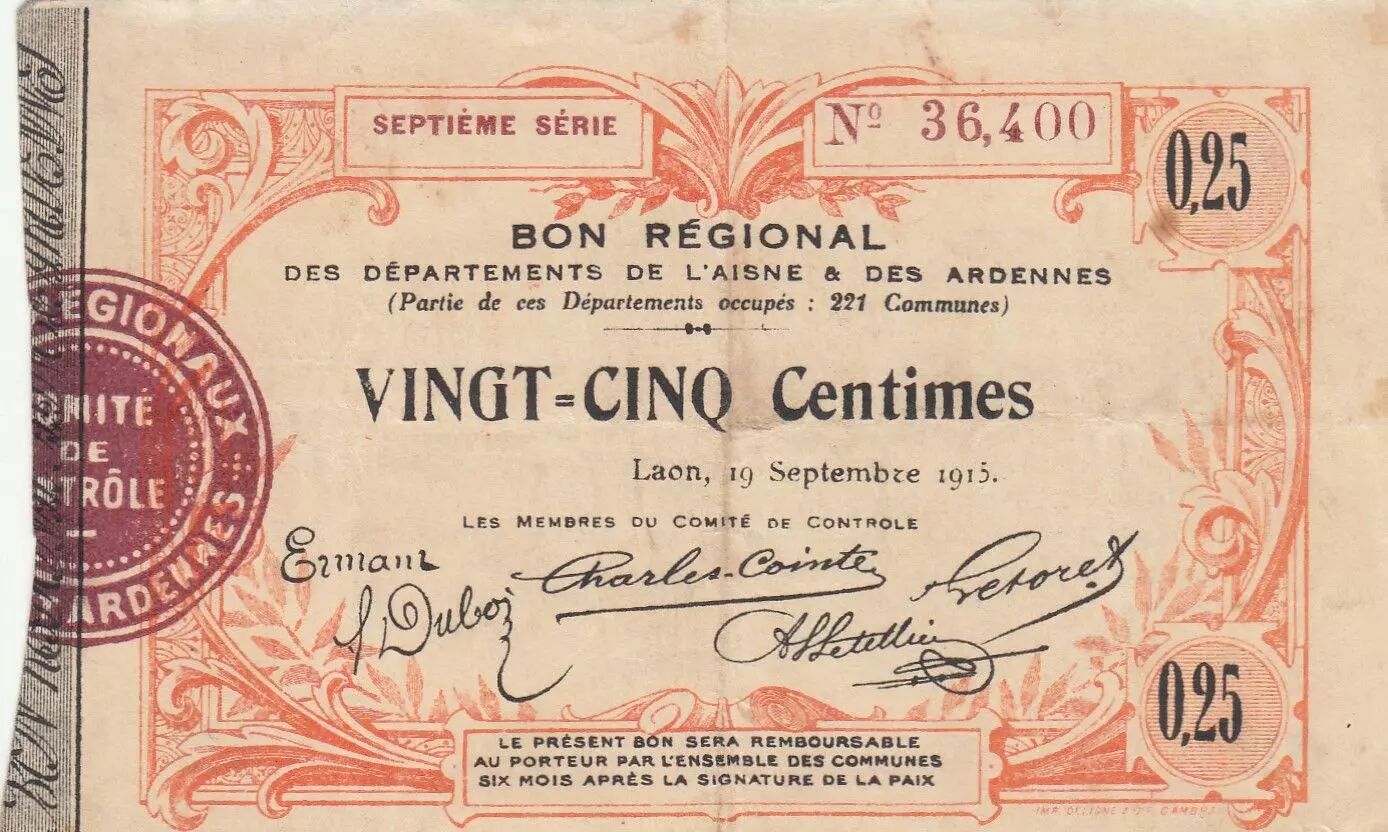 SEPTIÈME SÉRIE
Nº 36,400
0,25
BON RÉGIONAL
DES DÉPARTEMENTS DE L'AISNE & DES ARDENNES
(Partie de ces Départements occupés : 221 Communes)
VINGT=CINQ Centimes
Laon, 19 Septembre 1915.
LES MEMBRES DU COMITÉ DE CONTROLE
Ermant
Charles-Cointe
Duboi
DE
ARDENNES
0,25
LE PRÉSENT BON SERA REMBOURSABLE
AU PORTEUR PAR L'ENSEMBLE DES COMMUNES
SIX MOIS APRÈS LA SIGNATURE DE LA PAIX